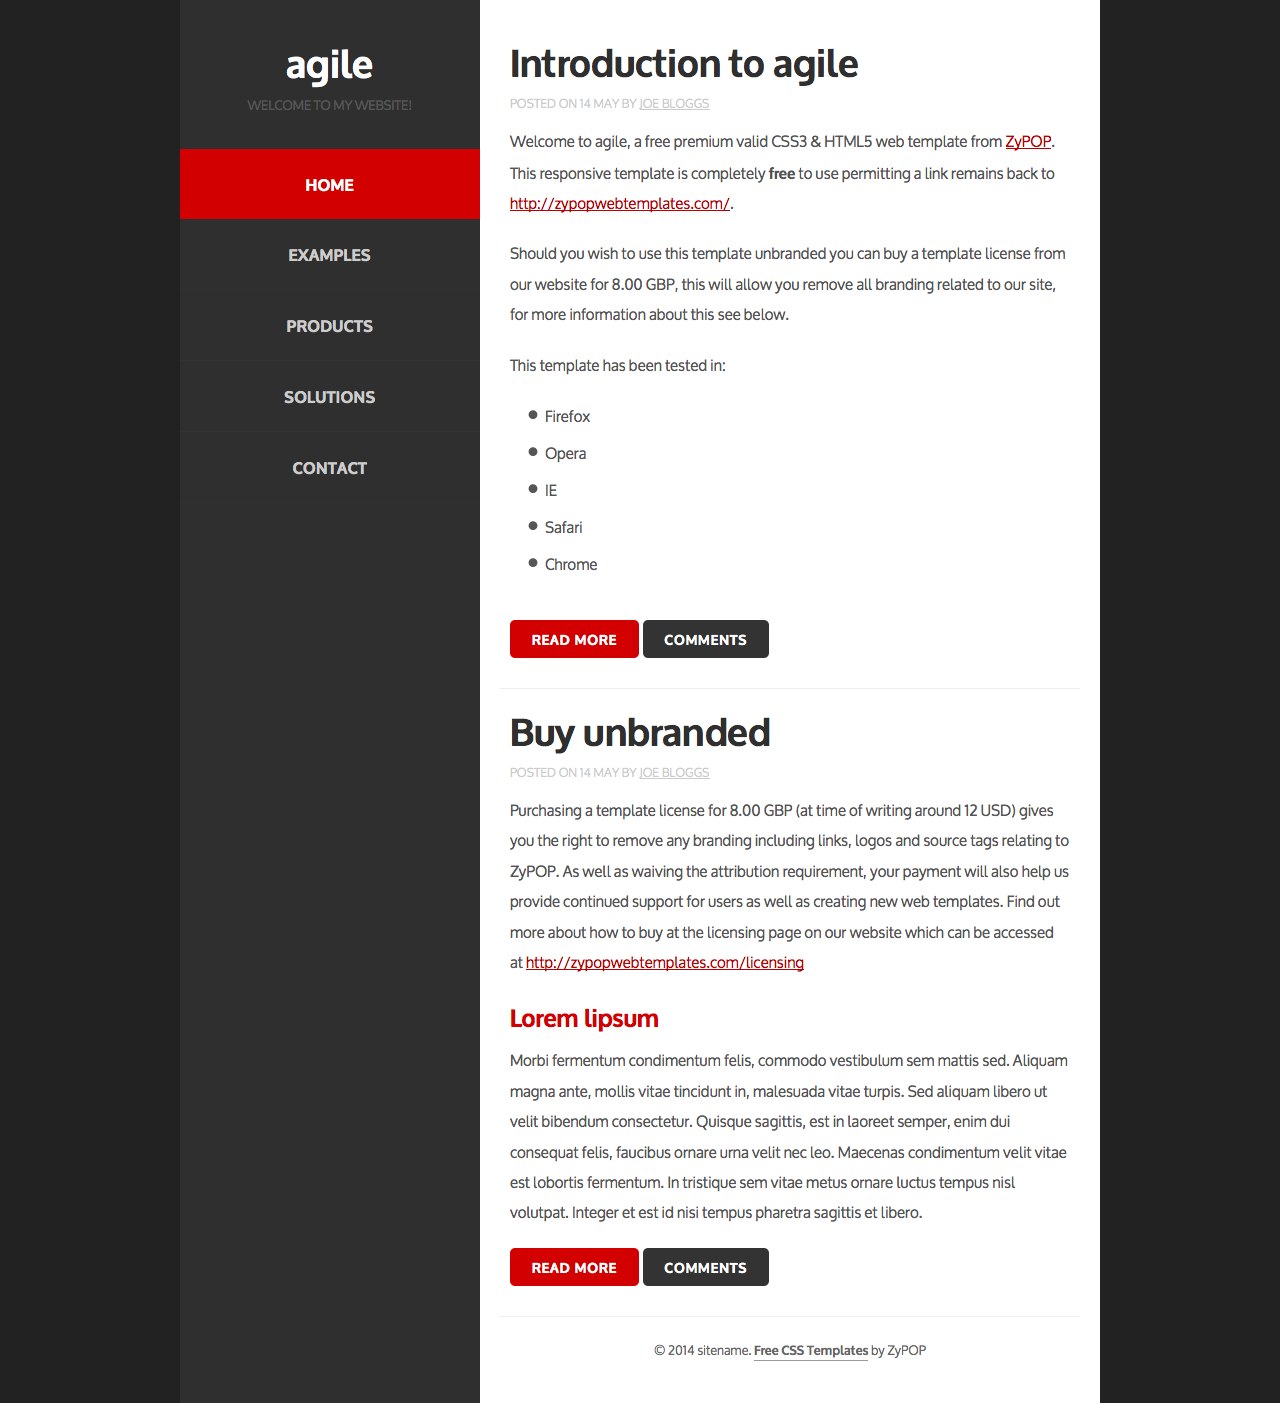 agile
WELCOME TO MY WEBSITE!
HOME
EXAMPLES
PRODUCTS
SOLUTIONS
CONTACT
Introduction to agile
POSTED ON 14 MAY BY JOE BLOGGS
Welcome to agile, a free premium valid CSS3 & HTML5 web template from ZyPOP.
This responsive template is completely free to use permitting a link remains back to
http://zypopwebtemplates.com/.
Should you wish to use this template unbranded you can buy a template license from
our website for 8.00 GBP, this will allow you remove all branding related to our site,
for more information about this see below.
This template has been tested in:
• Firefox
• Opera
• IE
• Safari
• Chrome
READ MORE COMMENTS
Buy unbranded
POSTED ON 14 MAY BY JOE BLOGGS
Purchasing a template license for 8.00 GBP (at time of writing around 12 USD) gives
you the right to remove any branding including links, logos and source tags relating to
ZyPOP. As well as waiving the attribution requirement, your payment will also help us
provide continued support for users as well as creating new web templates. Find out
more about how to buy at the licensing page on our website which can be accessed
at http://zypopwebtemplates.com/licensing
Lorem lipsum
Morbi fermentum condimentum felis, commodo vestibulum sem mattis sed. Aliquam
magna ante, mollis vitae tincidunt in, malesuada vitae turpis. Sed aliquam libero ut
velit bibendum consectetur. Quisque sagittis, est in laoreet semper, enim dui
consequat felis, faucibus ornare urna velit nec leo. Maecenas condimentum velit vitae
est lobortis fermentum. In tristique sem vitae metus ornare luctus tempus nisl
volutpat. Integer et est id nisi tempus pharetra sagittis et libero.
READ MORE COMMENTS
© 2014 sitename. Free CSS Templates by ZyPOP